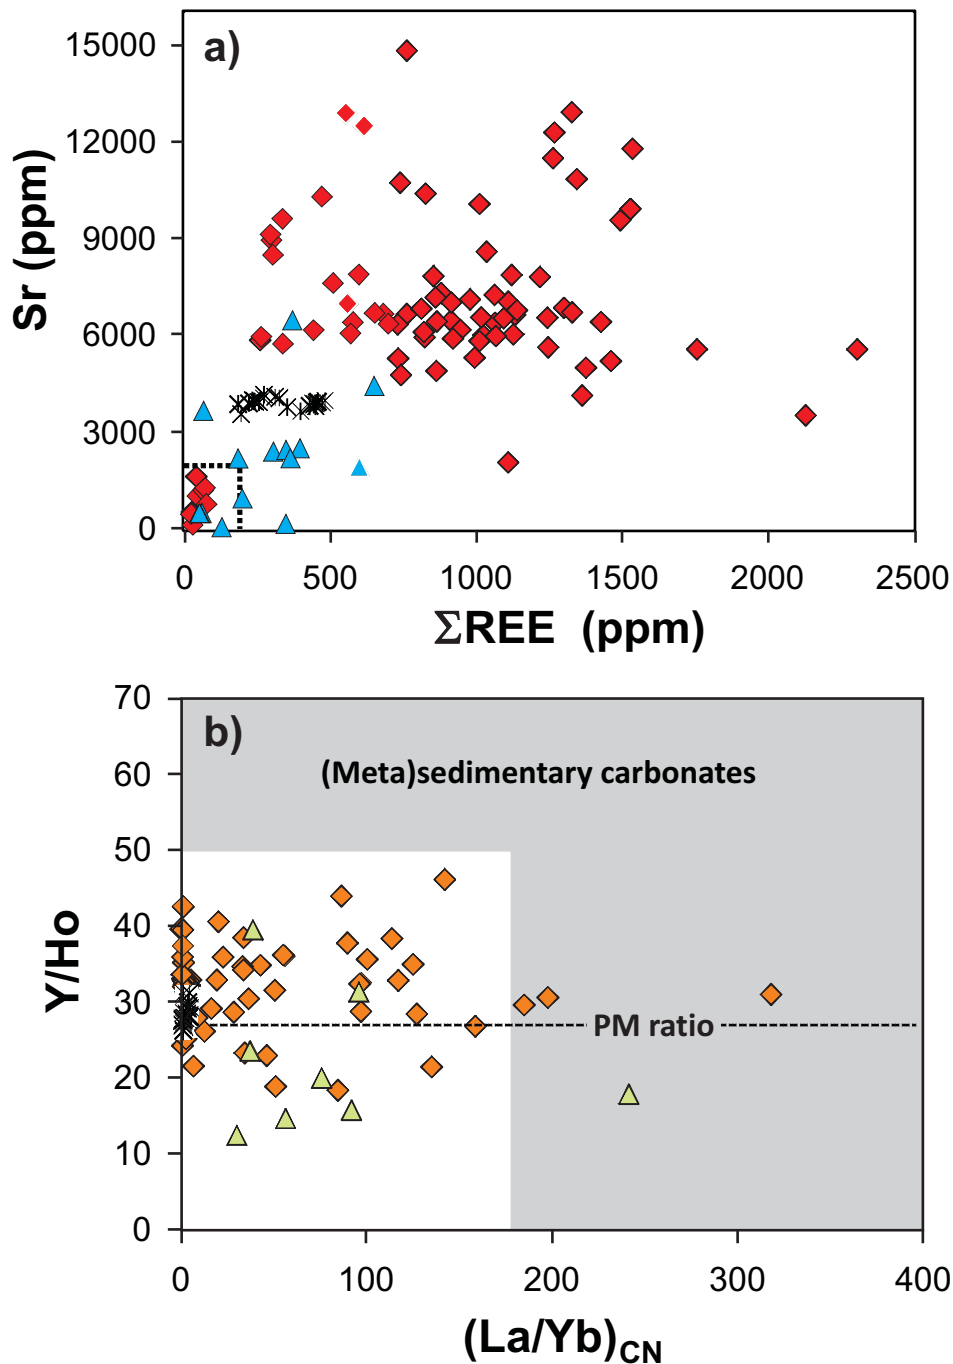 a)
15000
12000
9000
6000
3000
0
Sr (ppm)
0 500 1000 1500 2000 2500
ΣREE (ppm)
b)
70
60
50
40
30
20
10
0
Y/Ho
(Meta)sedimentary carbonates
PM ratio
0 100 200 300 400
(La/Yb)CN